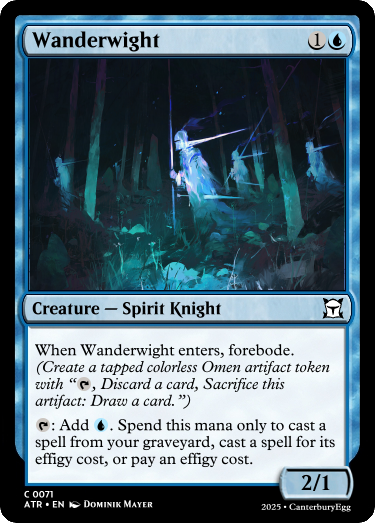 Wanderwight 1
Creature — Spirit Knight
When Wanderwight enters, forebode.
(Create a tapped colorless Omen artifact token
with “, Discard a card, Sacrifice this
artifact: Draw a card.”)
: Add . Spend this mana only to cast a
spell from your graveyard, cast a spell for its
effigy cost, or pay an effigy cost.
2/1
C 0071
ATR • EN Dominik Mayer
2025 • CanterburyEgg